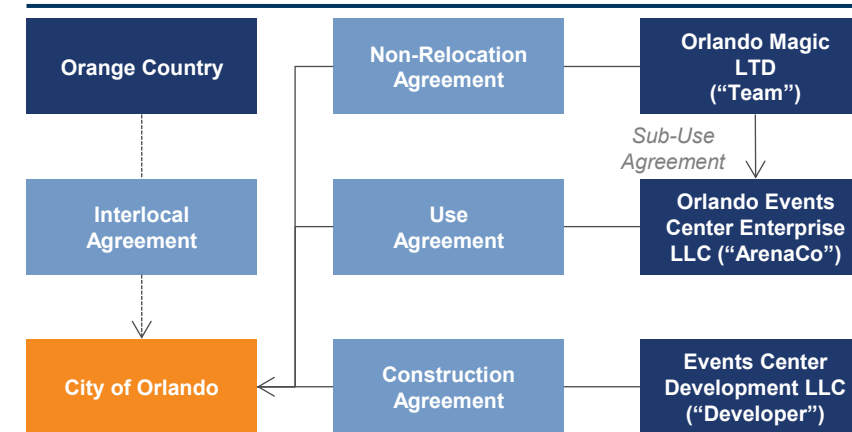 Orange Country
Non-Relocation
Agreement
Orlando Magic
LTD
(“Team”)
Sub-Use
Agreement
Interlocal
Agreement
Use
Agreement
Orlando Events
Center Enterprise
LLC (“ArenaCo”)
City of Orlando
Construction
Agreement
Events Center
Development LLC
(“Developer”)